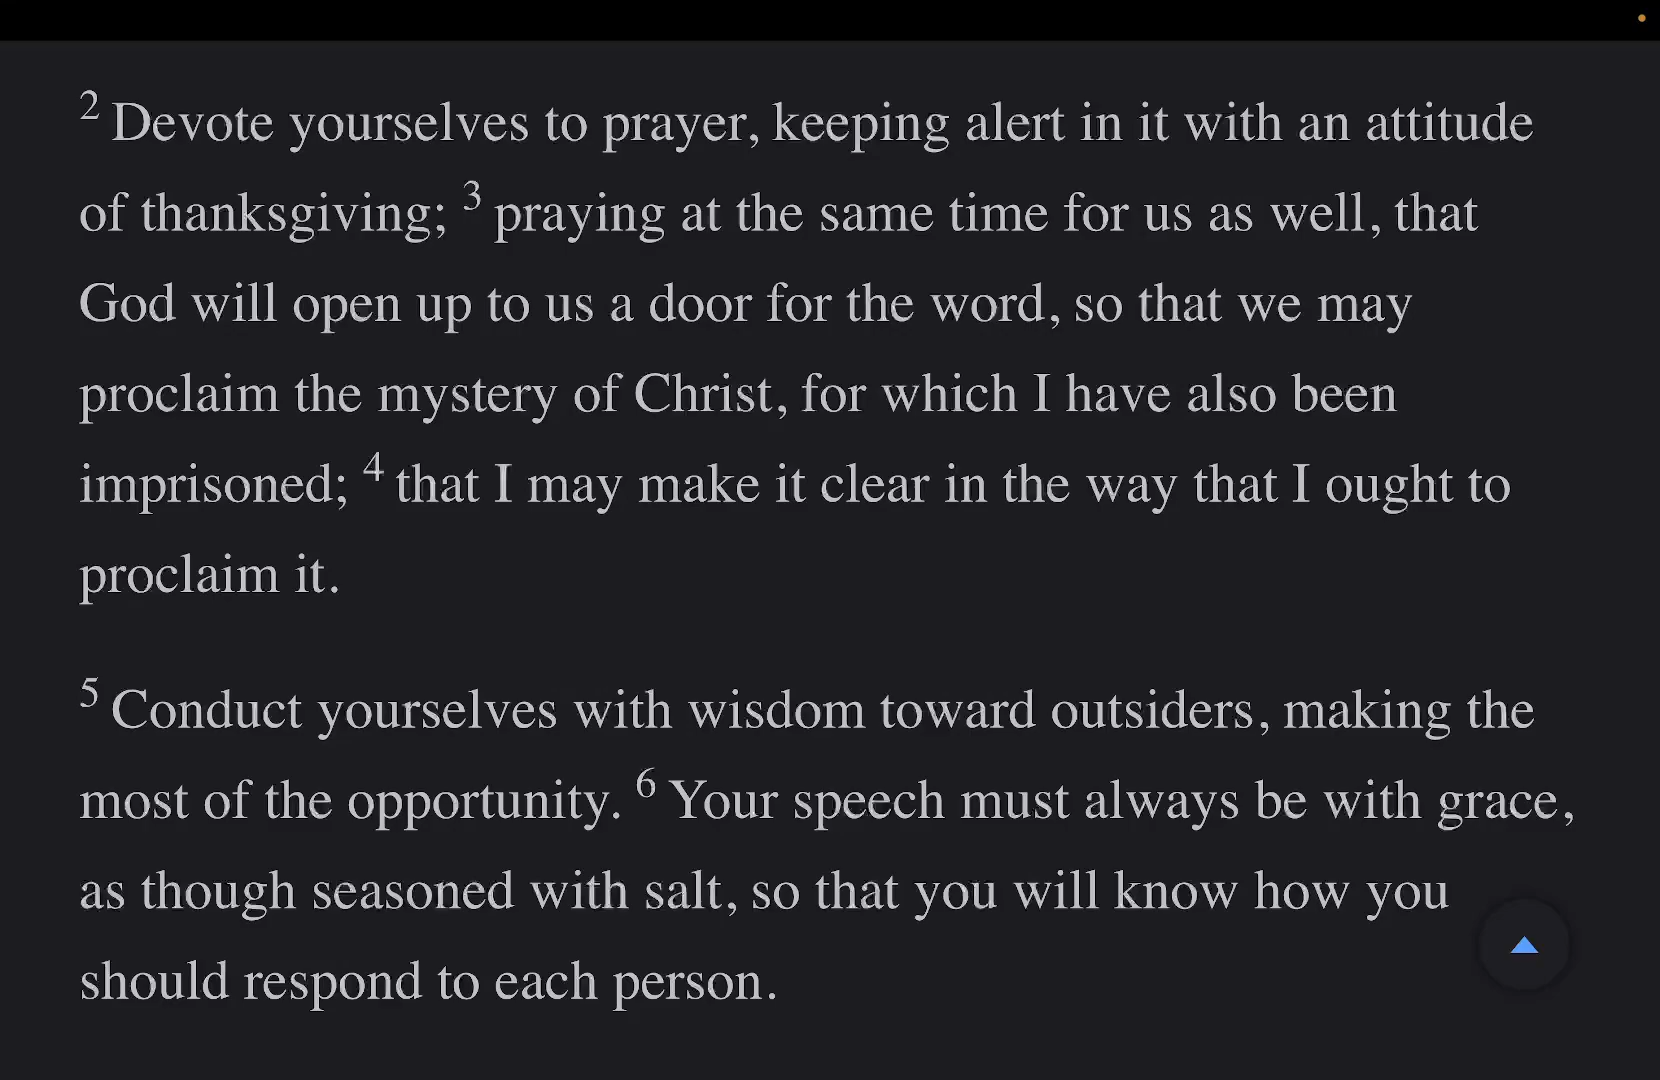 2 Devote yourselves to prayer, keeping alert in it with an attitude
of thanksgiving; 3 praying at the same time for us as well, that
God will open up to us a door for the word, so that we may
proclaim the mystery of Christ, for which I have also been
imprisoned; 4 that I may make it clear in the way that I ought to
proclaim it.
5 Conduct yourselves with wisdom toward outsiders, making the
most of the opportunity. 6 Your speech must always be with grace,
as though seasoned with salt, so that you will know how you
should respond to each person.